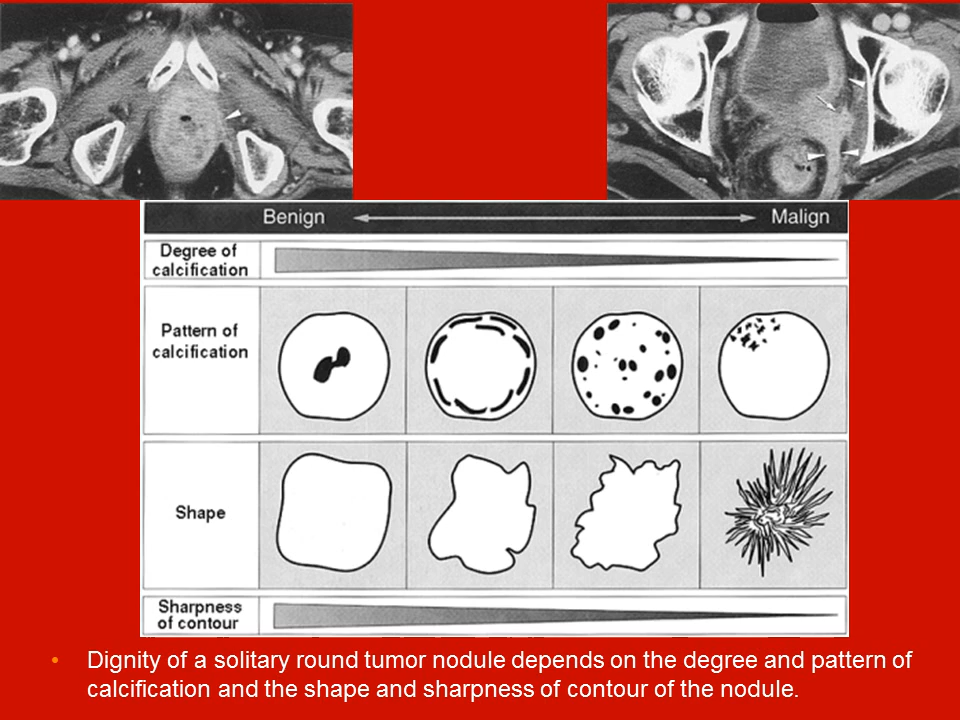 Benign Malign
Degree of
calcification
Pattern of
calcification
Shape
Sharpness
of contour
• Dignity of a solitary round tumor nodule depends on the degree and pattern of
calcification and the shape and sharpness of contour of the nodule.